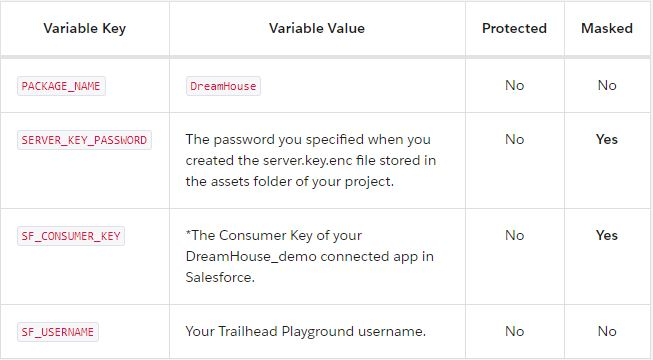 Variable Key Variable Value Protected Masked
PACKAGE_NAME DreamHouse No No
SERVER_KEY_PASSWORD The password you specified when you No Yes
created the server.key.enc file stored in
the assets folder of your project.
SF_CONSUMER_KEY *The Consumer Key of your No Yes
DreamHouse_demo connected app in
Salesforce.
SF_USERNAME Your Trailhead Playground username. No No